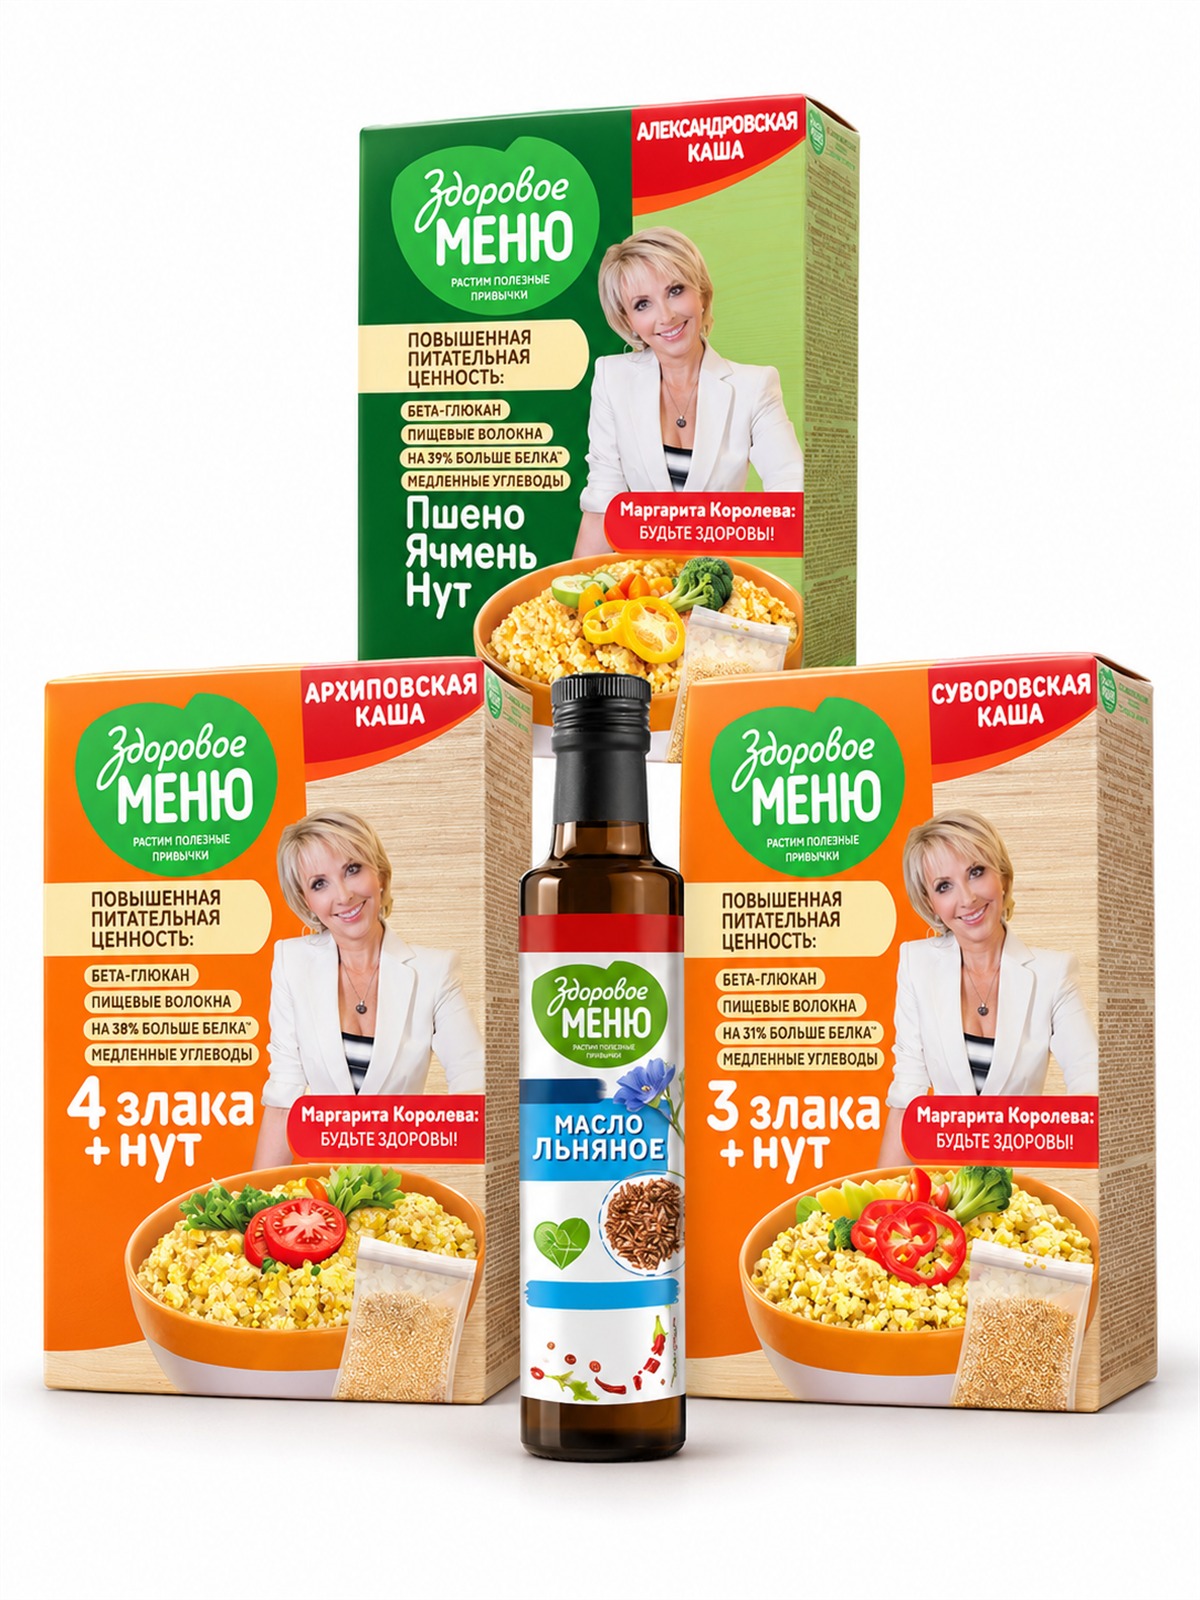 АЛЕКСАНДРОВСКАЯ
КАША
Здоровое
МЕНЮ
РАСТИМ ПОЛЕЗНЫЕ
ПРИВЫЧКИ
ПОВЫШЕННАЯ
ПИТАТЕЛЬНАЯ
ЦЕННОСТЬ:
БЕТА-ГЛЮКАН
ПИЩЕВЫЕ ВОЛОКНА
НА 39% БОЛЬШЕ БЕЛКА**
МЕДЛЕННЫЕ УГЛЕВОДЫ
Пшено
Ячмень
Нут
Маргарита Королева:
БУДЬТЕ ЗДОРОВЫ!
АРХИПОВСКАЯ
КАША
Здоровое
МЕНЮ
РАСТИМ ПОЛЕЗНЫЕ
ПРИВЫЧКИ
ПОВЫШЕННАЯ
ПИТАТЕЛЬНАЯ
ЦЕННОСТЬ:
БЕТА-ГЛЮКАН
ПИЩЕВЫЕ ВОЛОКНА
НА 38% БОЛЬШЕ БЕЛКА**
МЕДЛЕННЫЕ УГЛЕВОДЫ
4 злака
+ нут
Маргарита Королева:
БУДЬТЕ ЗДОРОВЫ!
Здоровое
МЕНЮ
РАСТИМ ПОЛЕЗНЫЕ
ПРИВЫЧКИ
МАСЛО
ЛЬНЯНОЕ
СУВОРОВСКАЯ
КАША
Здоровое
МЕНЮ
РАСТИМ ПОЛЕЗНЫЕ
ПРИВЫЧКИ
ПОВЫШЕННАЯ
ПИТАТЕЛЬНАЯ
ЦЕННОСТЬ:
БЕТА-ГЛЮКАН
ПИЩЕВЫЕ ВОЛОКНА
НА 31% БОЛЬШЕ БЕЛКА**
МЕДЛЕННЫЕ УГЛЕВОДЫ
3 злака
+ нут
Маргарита Королева:
БУДЬТЕ ЗДОРОВЫ!